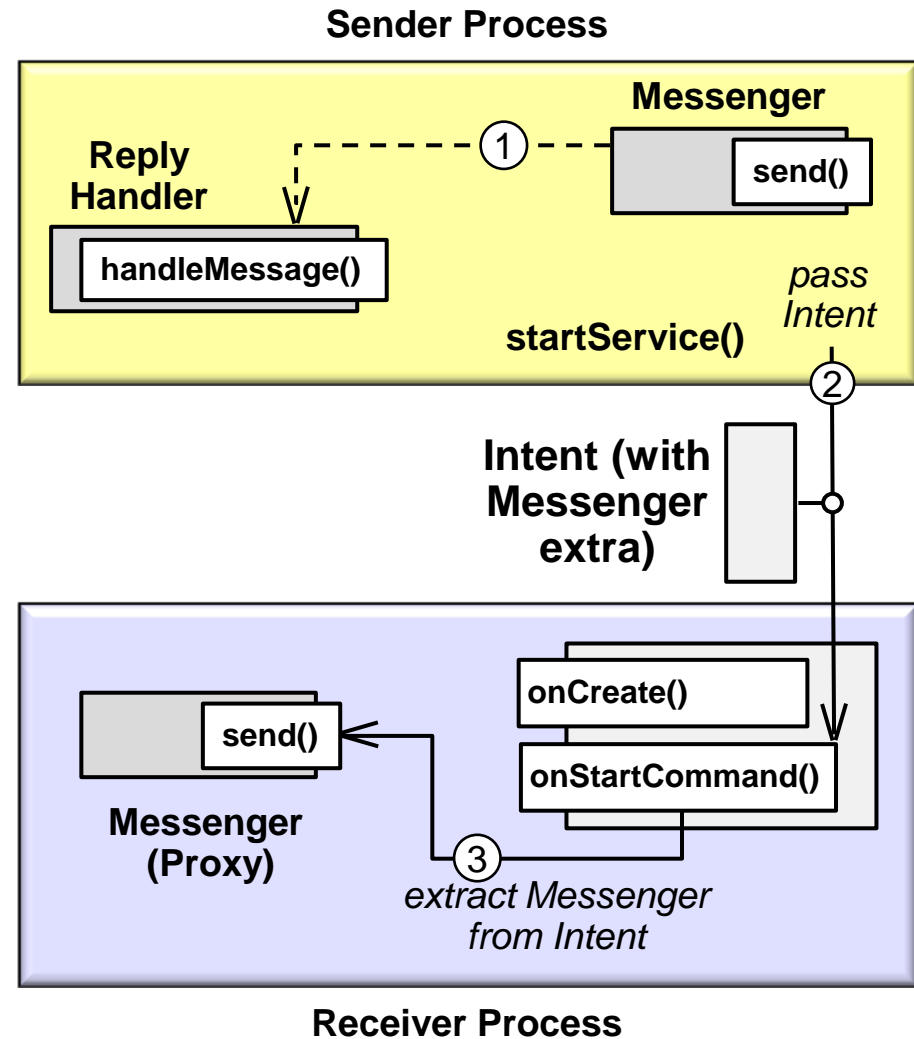 Sender Process
Messenger
send()
1
Reply
Handler
handleMessage()
pass
Intent
startService()
2
Intent (with
Messenger
extra)
onCreate()
send()
onStartCommand()
Messenger
(Proxy)
3
extract Messenger
from Intent
Receiver Process